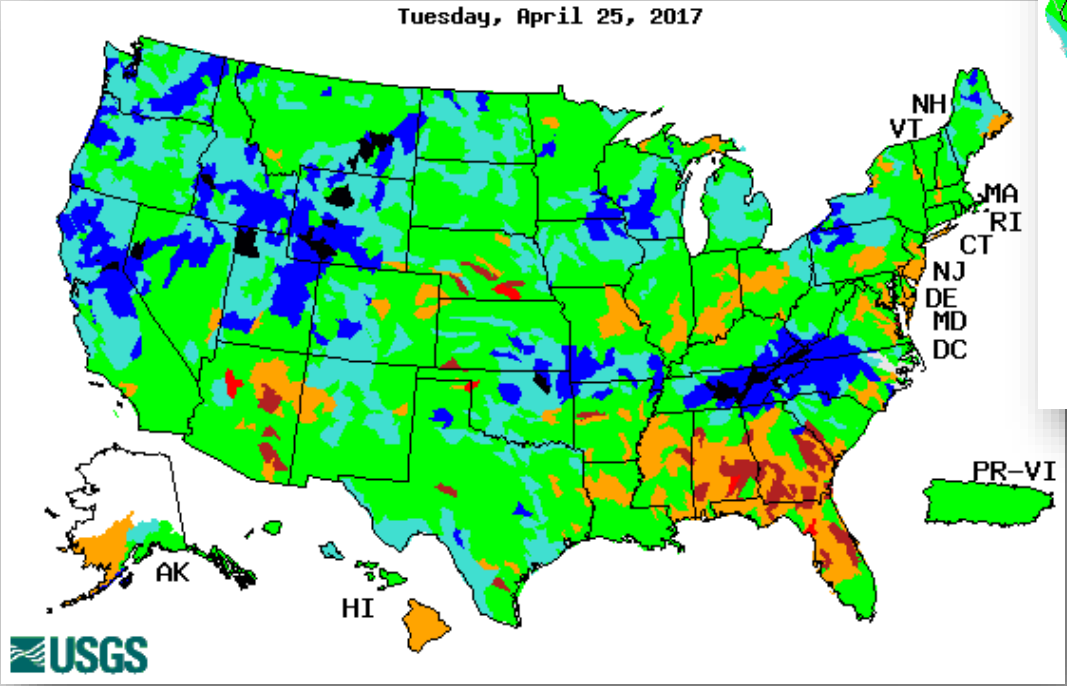 Tuesday, April 25, 2017
NH
VT
MA
RI
CT
NJ
DE
MD
DC
PR-VI
AK
HI
USGS